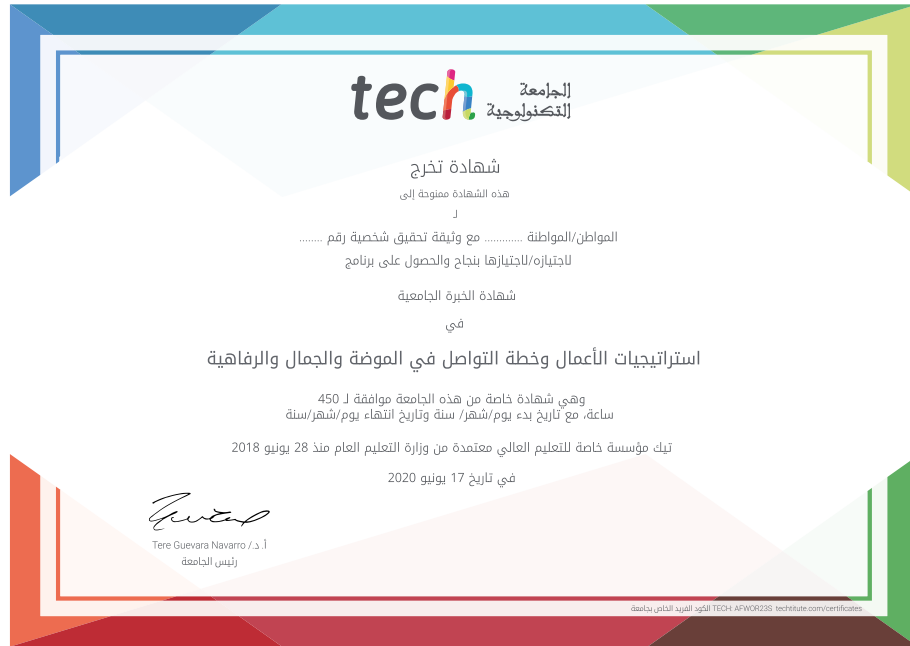 tech الجامعة
التكنولوجية
شهادة تخرج
هذه الشهادة ممنوحة إلى
لـ
المواطن/المواطنة ............ مع وثيقة تحقيق شخصية رقم ........
لاجتيازه/لاجتيازها بنجاح والحصول على برنامج
شهادة الخبرة الجامعية
في
استراتيجيات الأعمال وخطة التواصل في الموضة والجمال والرفاهية
وهي شهادة خاصة من هذه الجامعة موافقة لـ 450
ساعة، مع تاريخ بدء يوم/شهر/ سنة وتاريخ انتهاء يوم/شهر/سنة
تيك مؤسسة خاصة للتعليم العالي معتمدة من وزارة التعليم العام منذ 28 يونيو 2018
في تاريخ 17 يونيو 2020
أ.د./ Tere Guevara Navarro
رئيس الجامعة
الكود الفريد الخاص بجامعة TECH: AFWOR23S techtitute.com/certificates